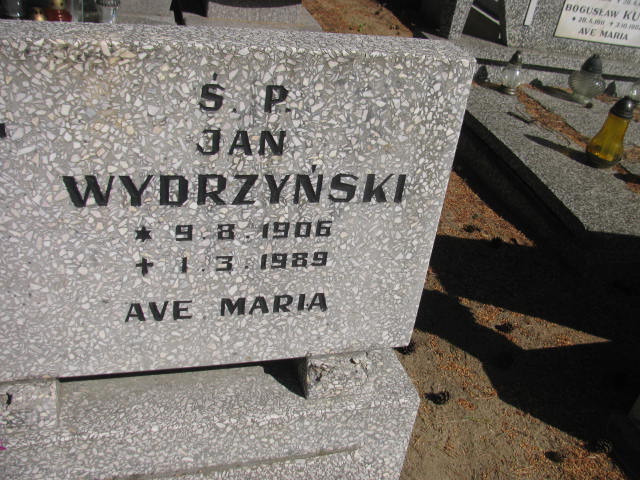 Ś. P.
JAN
WYDRZYŃSKI
* 9. 8. 1906
+ 1. 3. 1989
AVE MARIA
BOGUSŁAW
AVE MARIA